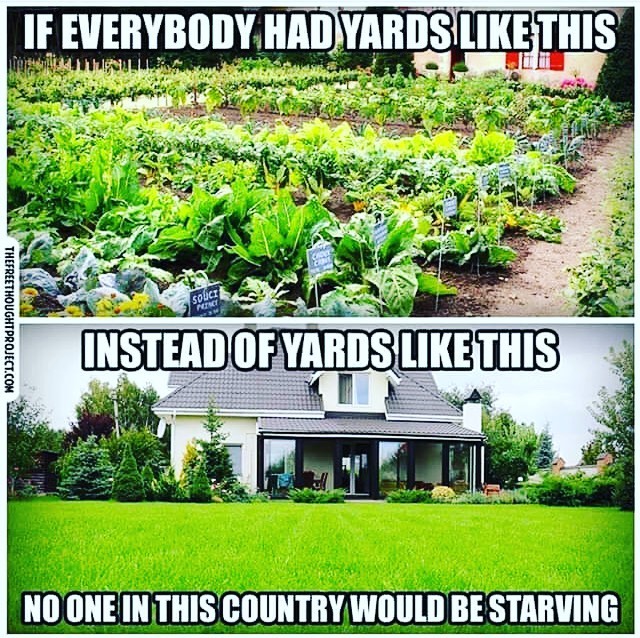 IF EVERYBODY HAD YARDS LIKE THIS
SOUCI
THEFREETHOUGHTPROJECT.COM
INSTEAD OF YARDS LIKE THIS
NO ONE IN THIS COUNTRY WOULD BE STARVING